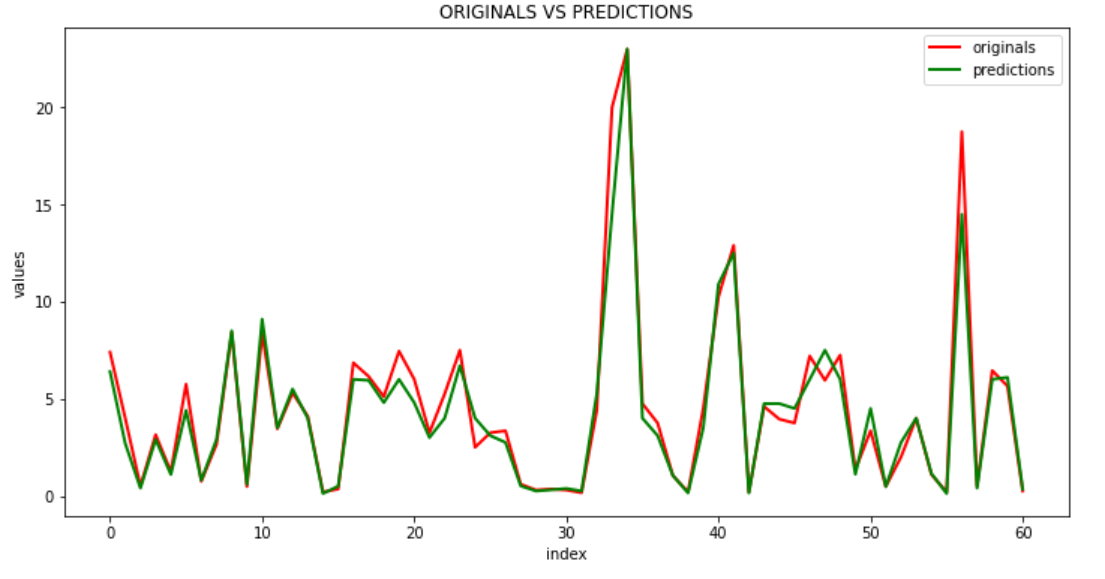 ORIGINALS VS PREDICTIONS
originals
predictions
values
20
15
10
5
0
0 10 20 30 40 50 60
index